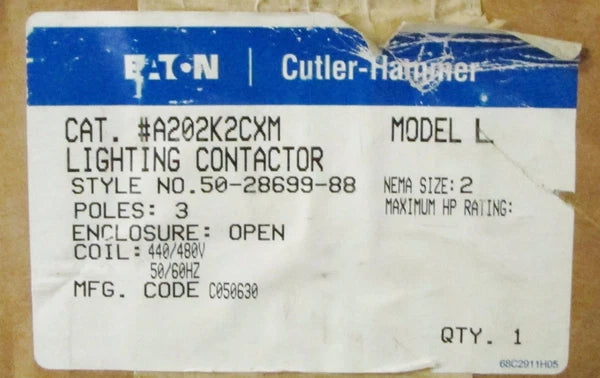 EATON | Cutler-Hammer
CAT. #A202K2CXM MODEL L
LIGHTING CONTACTOR
STYLE NO.50-28699-88 NEMA SIZE: 2
POLES: 3 MAXIMUM HP RATING:
ENCLOSURE: OPEN
COIL: 440/480V
50/60HZ
MFG. CODE C050630
QTY. 1
68C2911H05